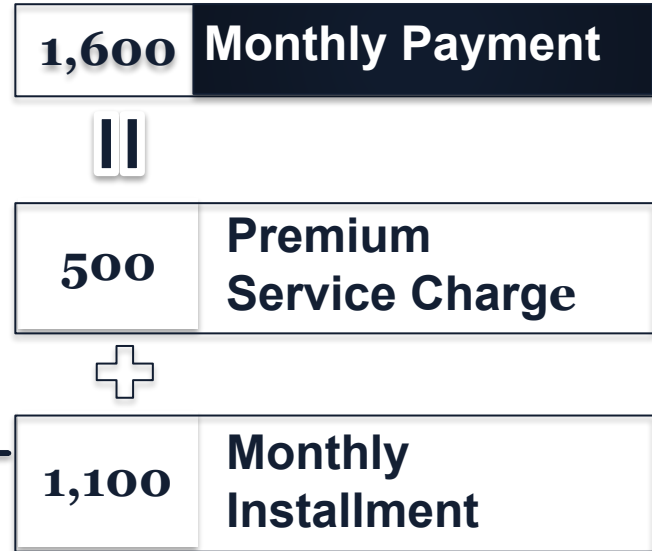 1,600 Monthly Payment
=
500 Premium
Service Charge
+
1,100 Monthly
Installment